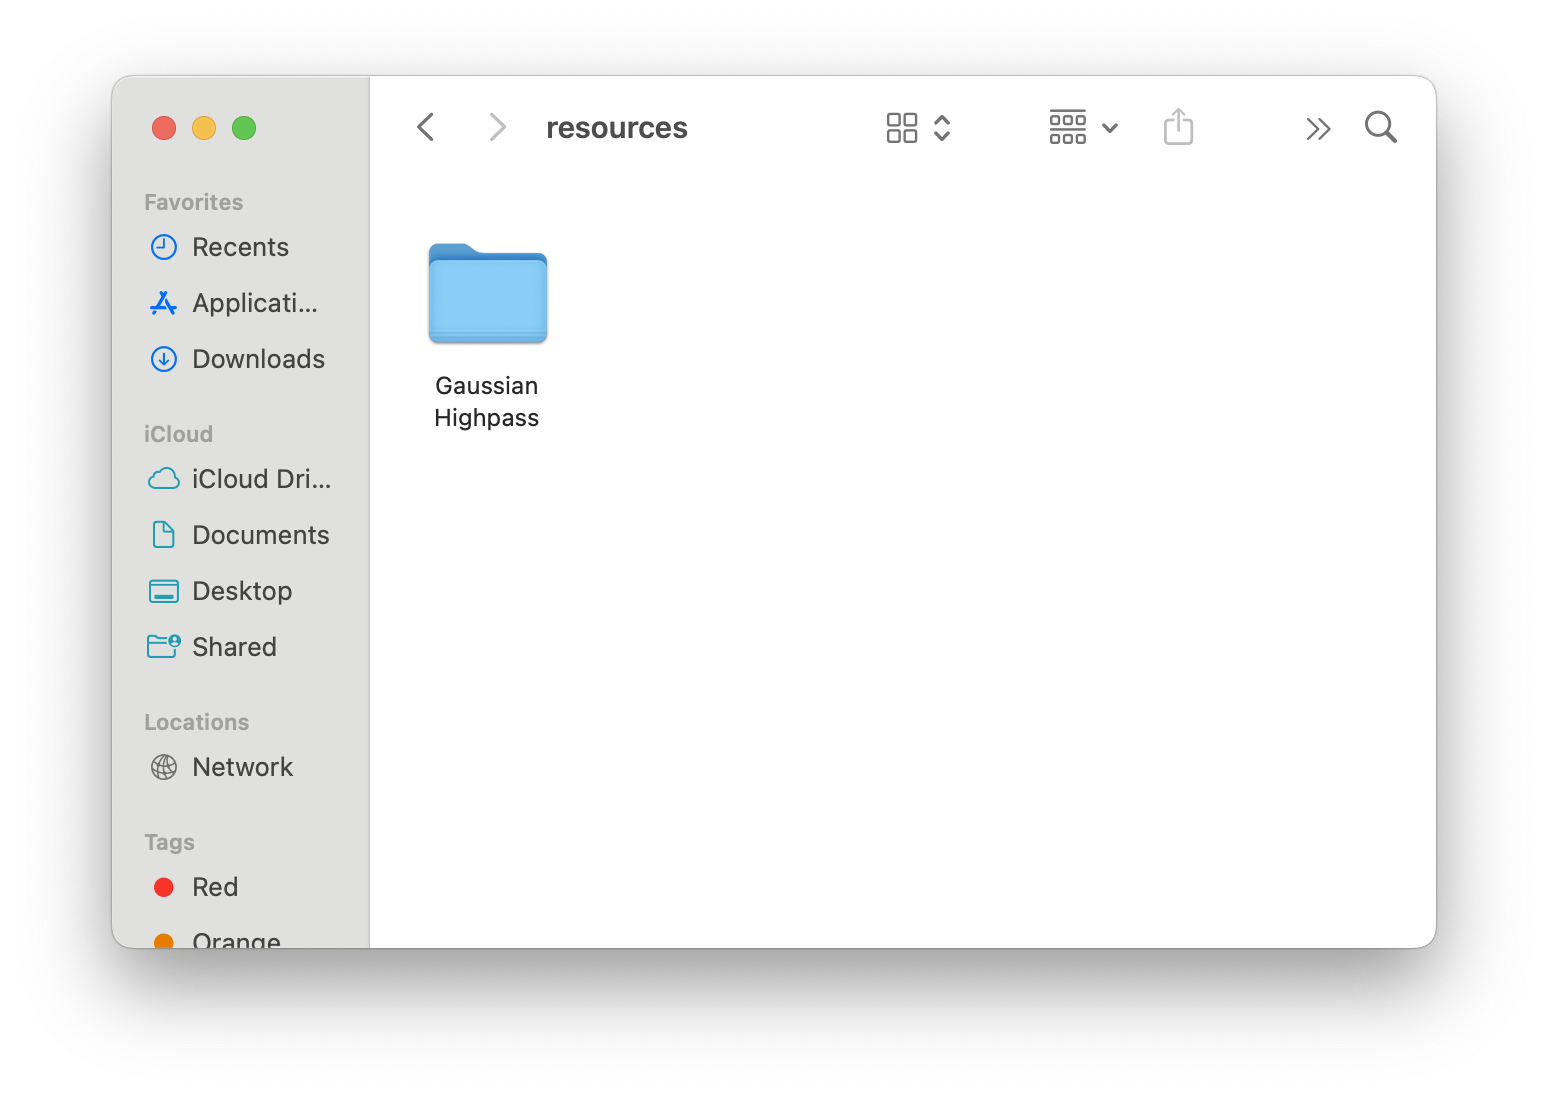 resources
Favorites
Recents
Applicati...
Downloads
iCloud
iCloud Dri...
Documents
Desktop
Shared
Locations
Network
Tags
Red
Orange
Gaussian
Highpass